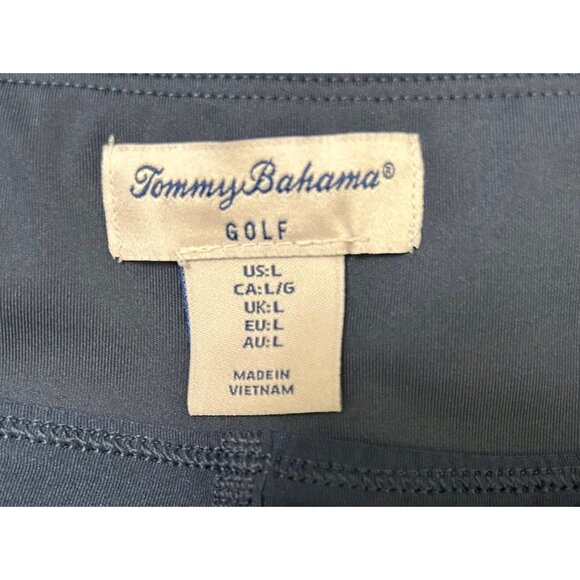 Tommy Bahama®
GOLF
US:L
CA:L/G
UK:L
EU:L
AU:L
MADE IN
VIETNAM